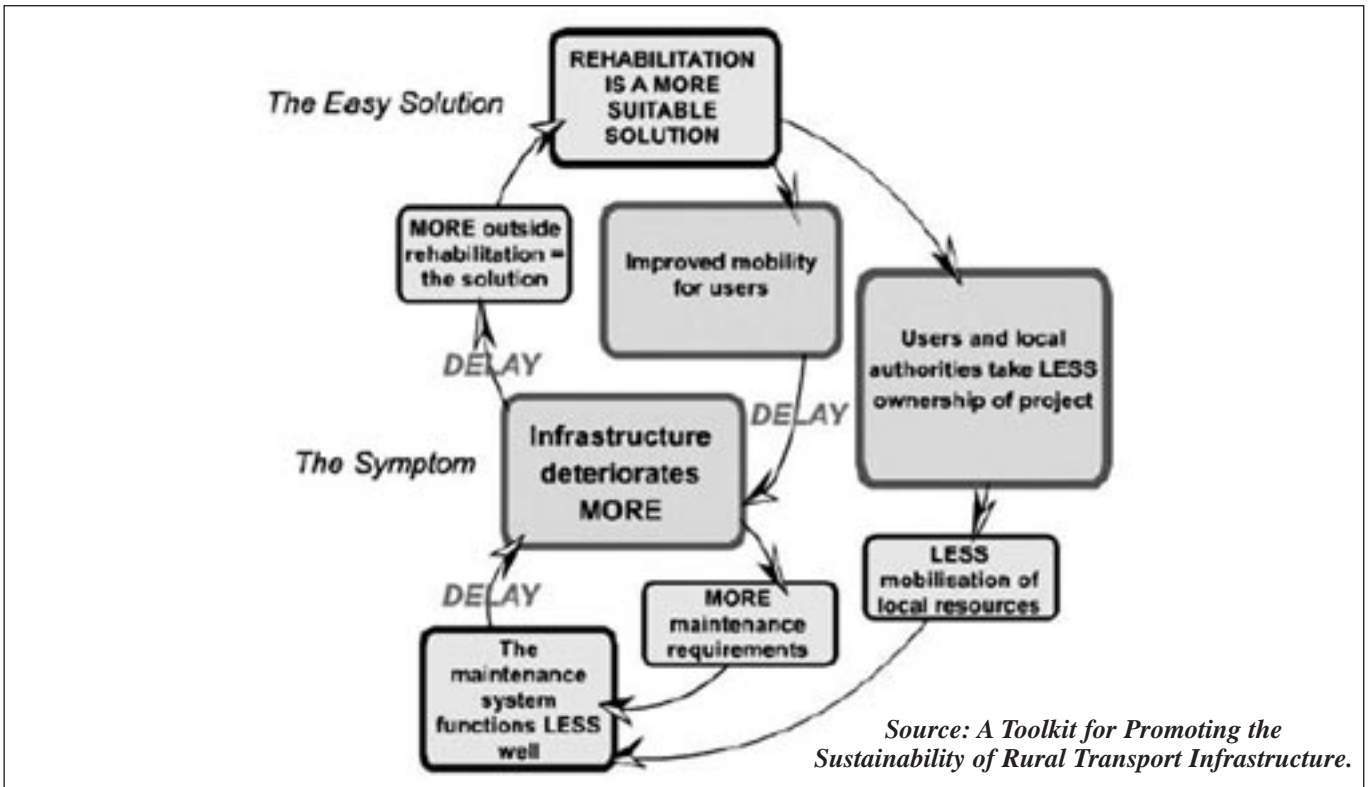 REHABILITATION
IS A MORE
SUITABLE
SOLUTION
The Easy Solution
MORE outside
rehabilitation =
the solution
Improved mobility
for users
Users and local
authorities take LESS
ownership of project
DELAY
DELAY
The Symptom
Infrastructure
deteriorates
MORE
LESS
mobilisation of
local resources
DELAY
MORE
maintenance
requirements
The
maintenance
system
functions LESS
well
Source: A Toolkit for Promoting the
Sustainability of Rural Transport Infrastructure.